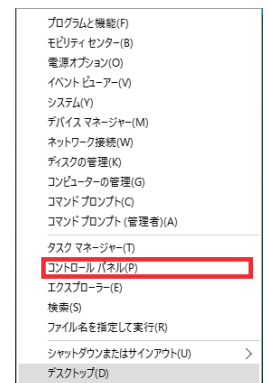 プログラムと機能(F)
モビリティ センター(B)
電源オプション(O)
イベント ビューアー(V)
システム(Y)
デバイス マネージャー(M)
ネットワーク接続(W)
ディスクの管理(K)
コンピューターの管理(G)
コマンド プロンプト(C)
コマンド プロンプト (管理者)(A)
タスク マネージャー(T)
コントロール パネル(P)
エクスプローラー(E)
検索(S)
ファイル名を指定して実行(R)
シャットダウンまたはサインアウト(U)
デスクトップ(D)